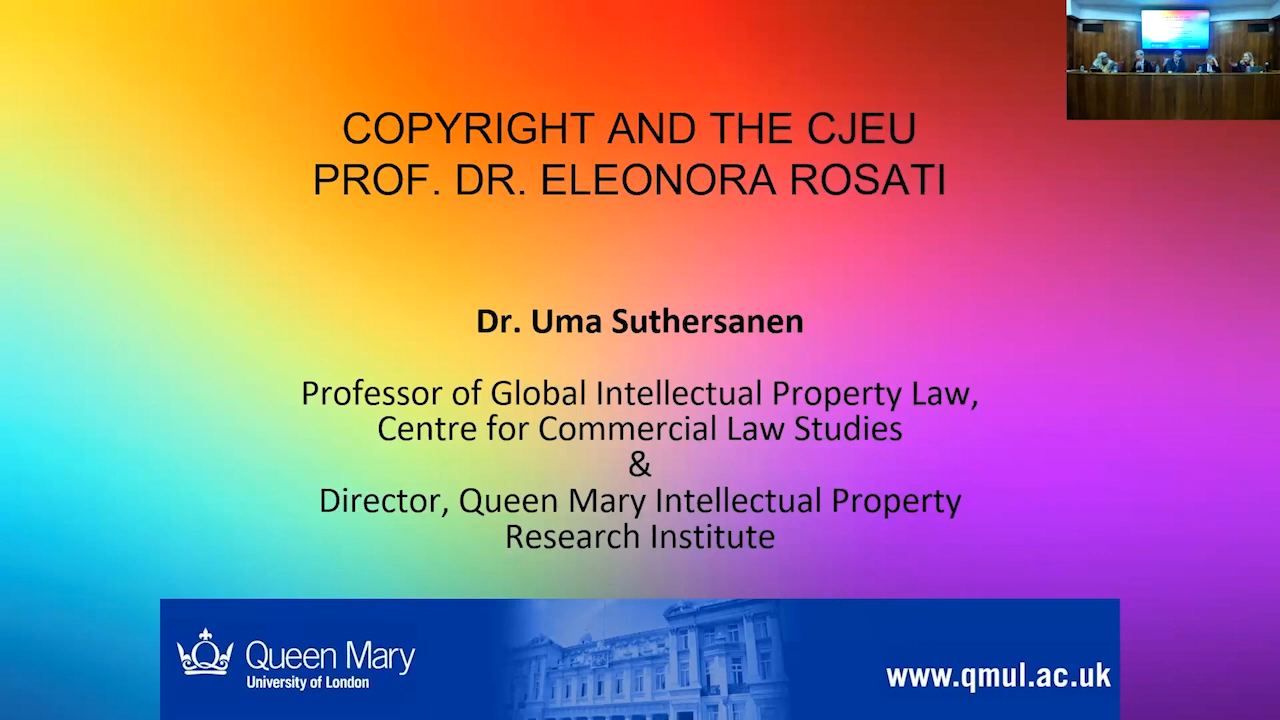 COPYRIGHT AND THE CJEU
PROF. DR. ELEONORA ROSATI
Dr. Uma Suthersanen
Professor of Global Intellectual Property Law,
Centre for Commercial Law Studies
&
Director, Queen Mary Intellectual Property
Research Institute
Queen Mary
University of London
www.qmul.ac.uk